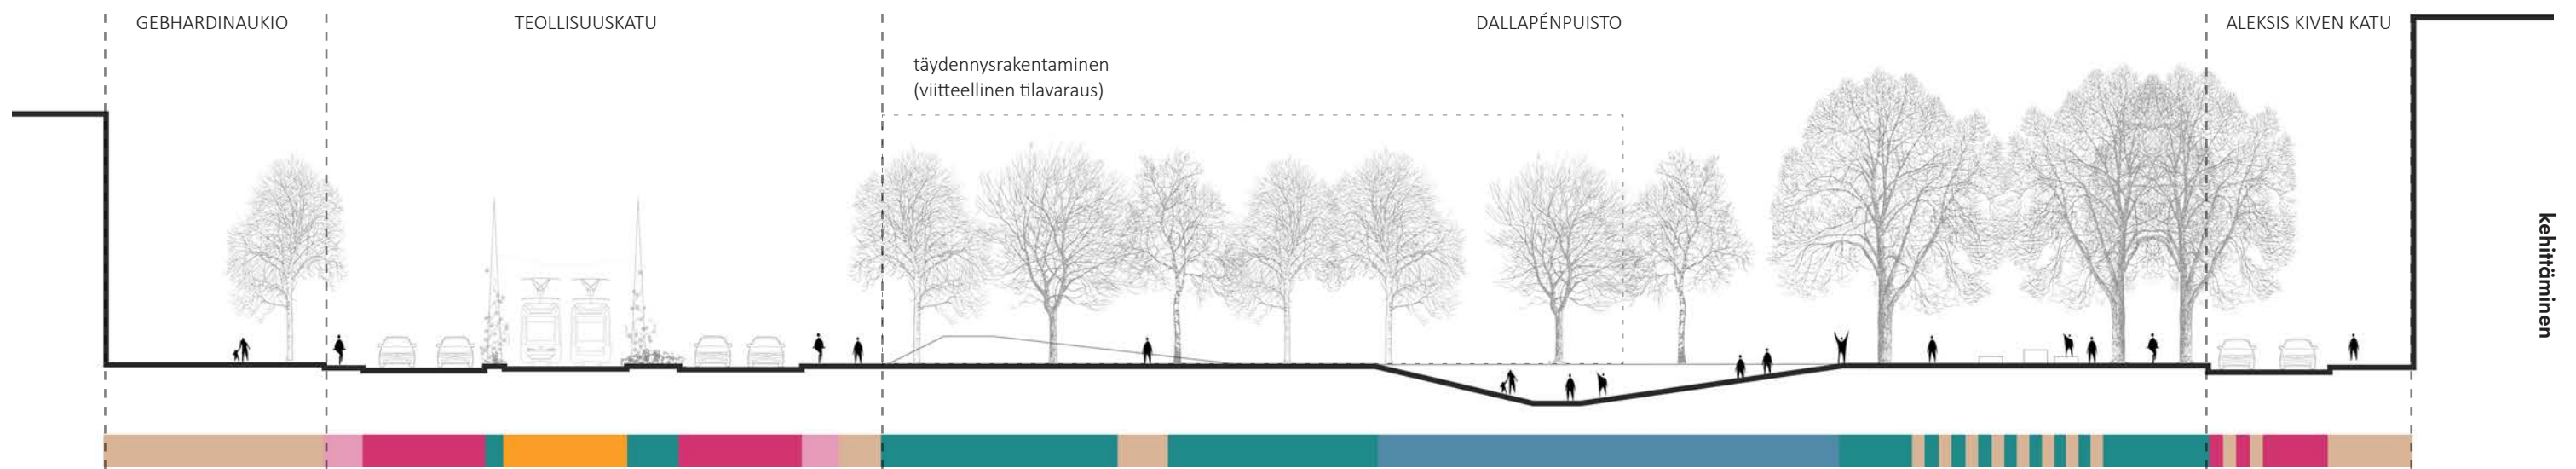 GEBHARDINAUKIO
TEOLLISUUSKATU
DALLAPÉNPUISTO
ALEKSIS KIVEN KATU
täydennysrakentaminen
(viitteellinen tilavaraus)
kehittäminen